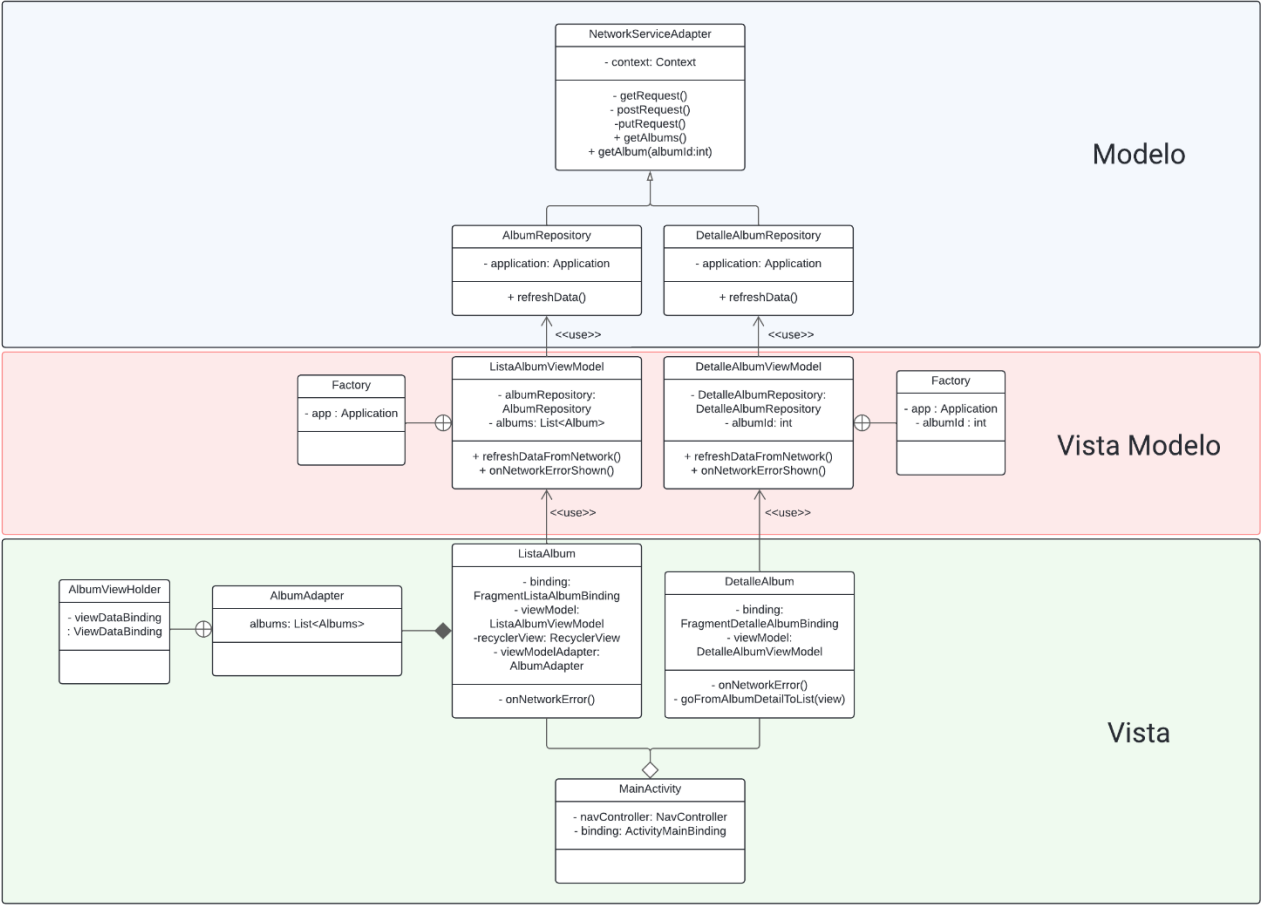 NetworkServiceAdapter
- context: Context
- getRequest()
- postRequest()
-putRequest()
+ getAlbums()
+ getAlbum(albumId:int)
Modelo
AlbumRepository
- application: Application
+ refreshData()
DetalleAlbumRepository
- application: Application
+ refreshData()
<<use>>
<<use>>
Factory
- app : Application
ListaAlbumViewModel
- albumRepository:
AlbumRepository
- albums: List<Album>
+ refreshDataFromNetwork()
+ onNetworkErrorShown()
DetalleAlbumViewModel
- DetalleAlbumRepository:
DetalleAlbumRepository
- albumId: int
+ refreshDataFromNetwork()
+ onNetworkErrorShown()
Factory
- app : Application
- albumId : int
Vista Modelo
<<use>>
<<use>>
AlbumViewHolder
- viewDataBinding
: ViewDataBinding
AlbumAdapter
albums: List<Albums>
ListaAlbum
- binding:
FragmentListaAlbumBinding
- viewModel:
ListaAlbumViewModel
-recyclerView: RecyclerView
- viewModelAdapter:
AlbumAdapter
- onNetworkError()
DetalleAlbum
- binding:
FragmentDetalleAlbumBinding
- viewModel:
DetalleAlbumViewModel
- onNetworkError()
- goFromAlbumDetailToList(view)
Vista
MainActivity
- navController: NavController
- binding: ActivityMainBinding